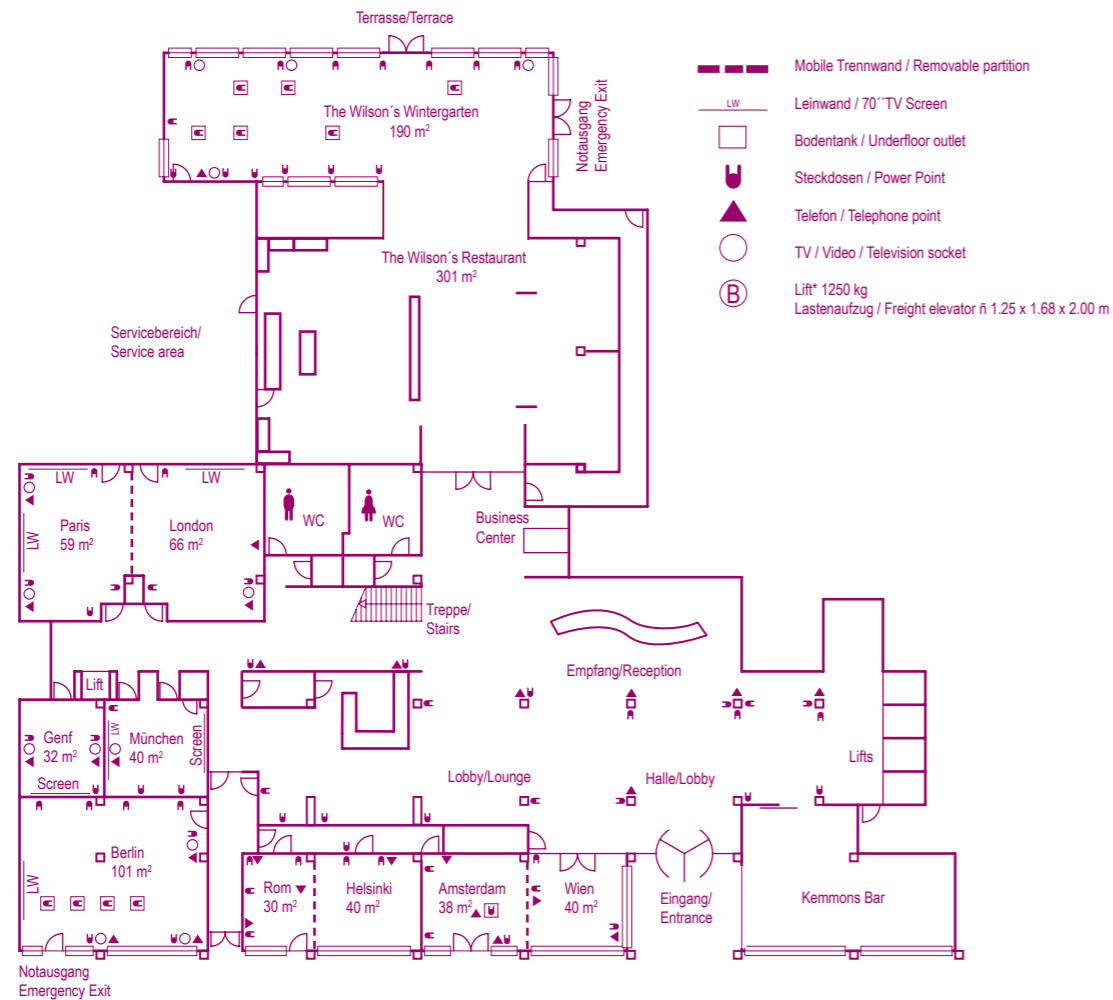 Terrasse/Terrace
The Wilson´s Wintergarten
190 m²
Notausgang
Emergency Exit
Mobile Trennwand / Removable partition
LW
Leinwand / 70´´TV Screen
Bodentank / Underfloor outlet
Steckdosen / Power Point
Telefon / Telephone point
TV / Video / Television socket
B
Lift* 1250 kg
Lastenaufzug / Freight elevator ñ 1.25 x 1.68 x 2.00 m
The Wilson´s Restaurant
301 m²
Servicebereich/
Service area
LW
LW
LW
Paris
59 m²
London
66 m²
WC
WC
Business
Center
Treppe/
Stairs
Empfang/Reception
Lift
Genf
32 m²
Screen
LW
München
40 m²
Screen
Lobby/Lounge
Halle/Lobby
Lifts
Berlin
101 m²
LW
Rom
30 m²
Helsinki
40 m²
Amsterdam
38 m²
Wien
40 m²
Eingang/
Entrance
Kemmons Bar
Notausgang
Emergency Exit